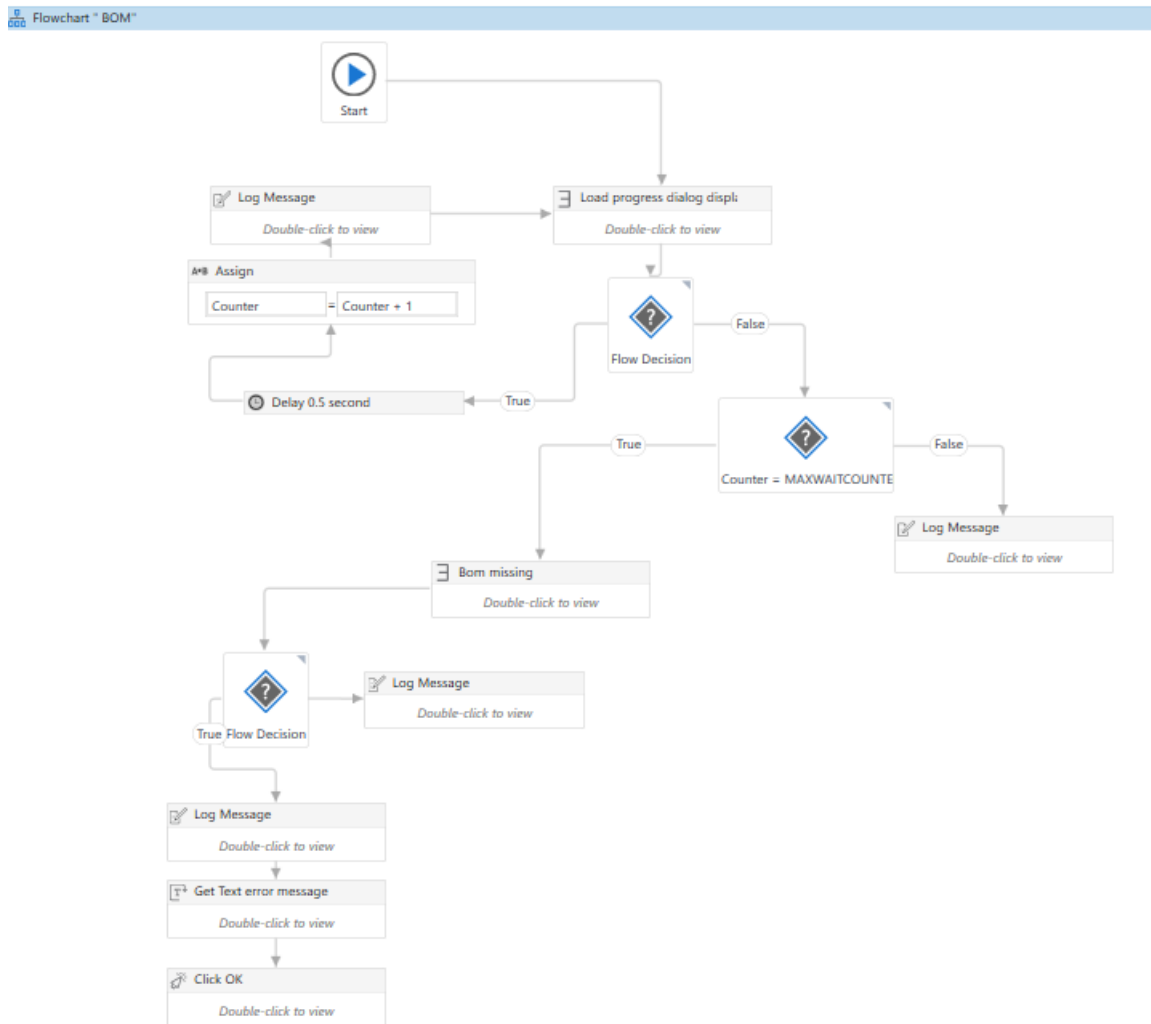 Flowchart " BOM"
Start
Log Message
Double-click to view
Load progress dialog displa
Double-click to view
A*B Assign
Counter = Counter + 1
Flow Decision
False
Delay 0.5 second
True
True
False
Counter = MAXWAITCOUNTE
Log Message
Double-click to view
Bom missing
Double-click to view
Flow Decision
True
Log Message
Double-click to view
Log Message
Double-click to view
Get Text error message
Double-click to view
Click OK
Double-click to view